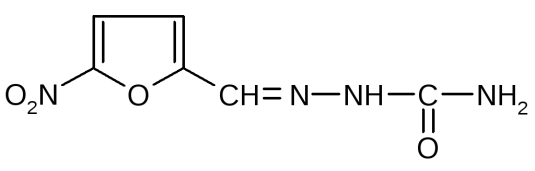 O₂N O CH=N—NH—C—NH₂
O